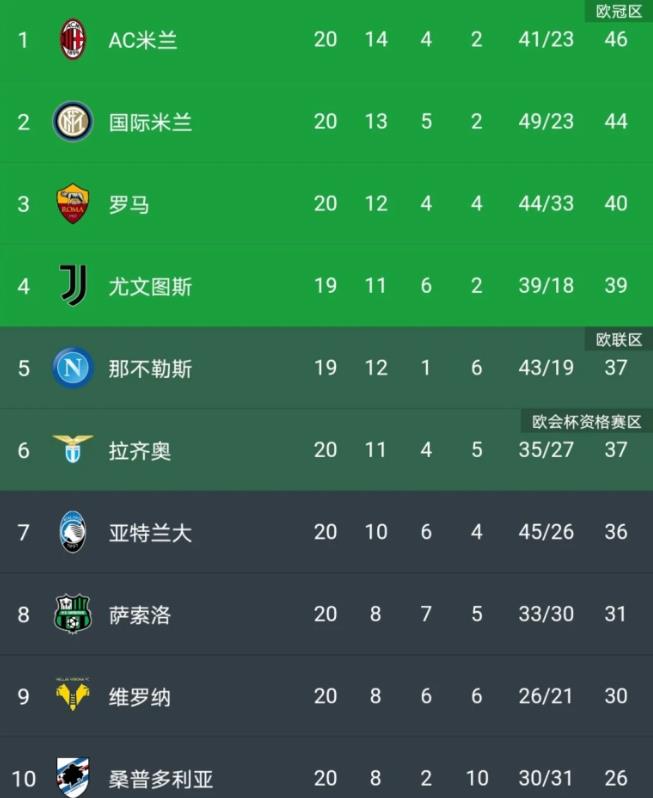 欧冠区
1 AC米兰 20 14 4 2 41/23 46
2 国际米兰 20 13 5 2 49/23 44
3 罗马 20 12 4 4 44/33 40
4 尤文图斯 19 11 6 2 39/18 39
欧联区
5 那不勒斯 19 12 1 6 43/19 37
欧会杯资格赛区
6 拉齐奥 20 11 4 5 35/27 37
7 亚特兰大 20 10 6 4 45/26 36
8 萨索洛 20 8 7 5 33/30 31
9 维罗纳 20 8 6 6 26/21 30
10 桑普多利亚 20 8 2 10 30/31 26